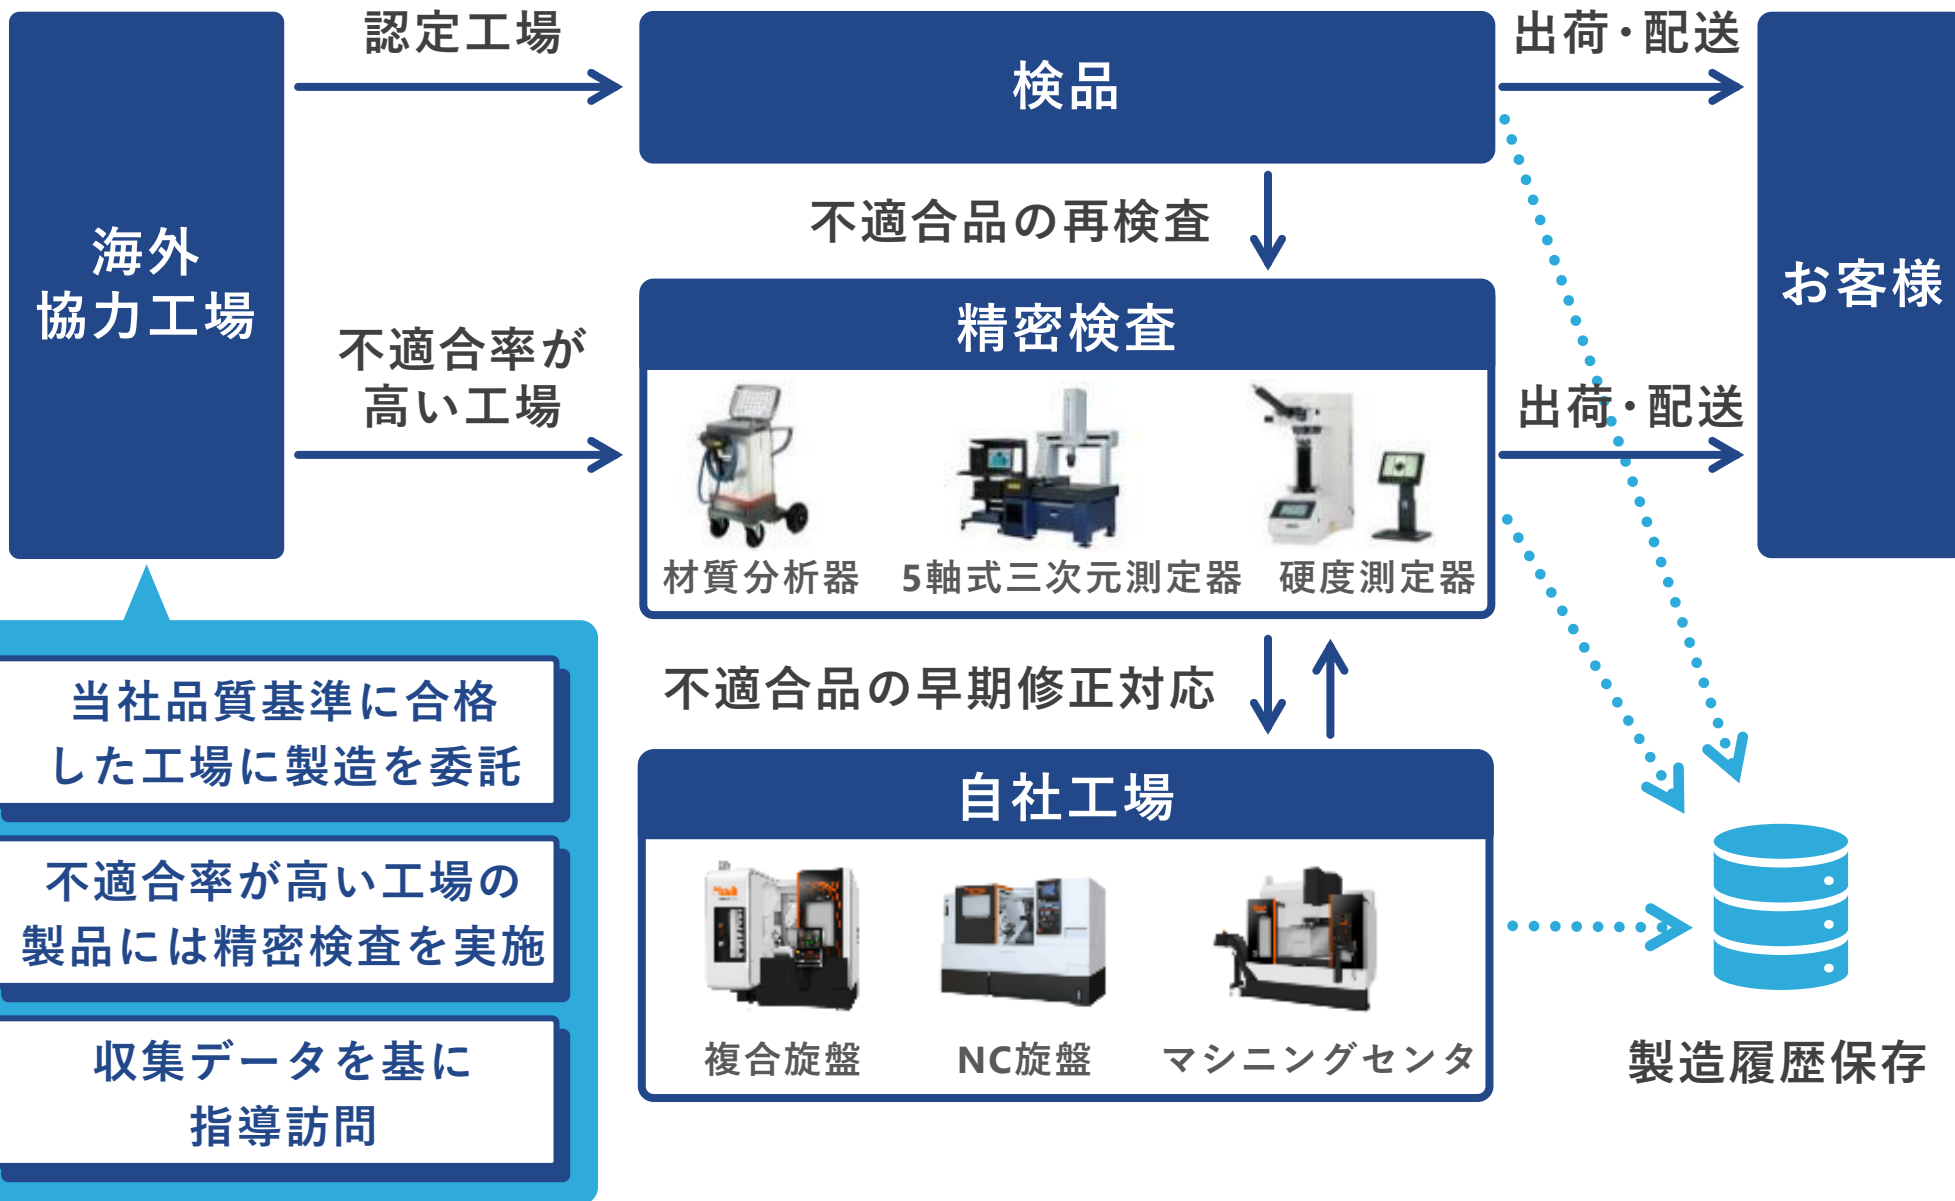 認定工場
検品
出荷・配送
海外
協力工場
不適合品の再検査
お客様
不適合率が
高い工場
精密検査
出荷・配送
材質分析器
5軸式三次元測定器
硬度測定器
不適合品の早期修正対応
当社品質基準に合格
した工場に製造を委託
不適合率が高い工場の
製品には精密検査を実施
収集データを基に
指導訪問
自社工場
複合旋盤
NC旋盤
マシニングセンタ
製造履歴保存